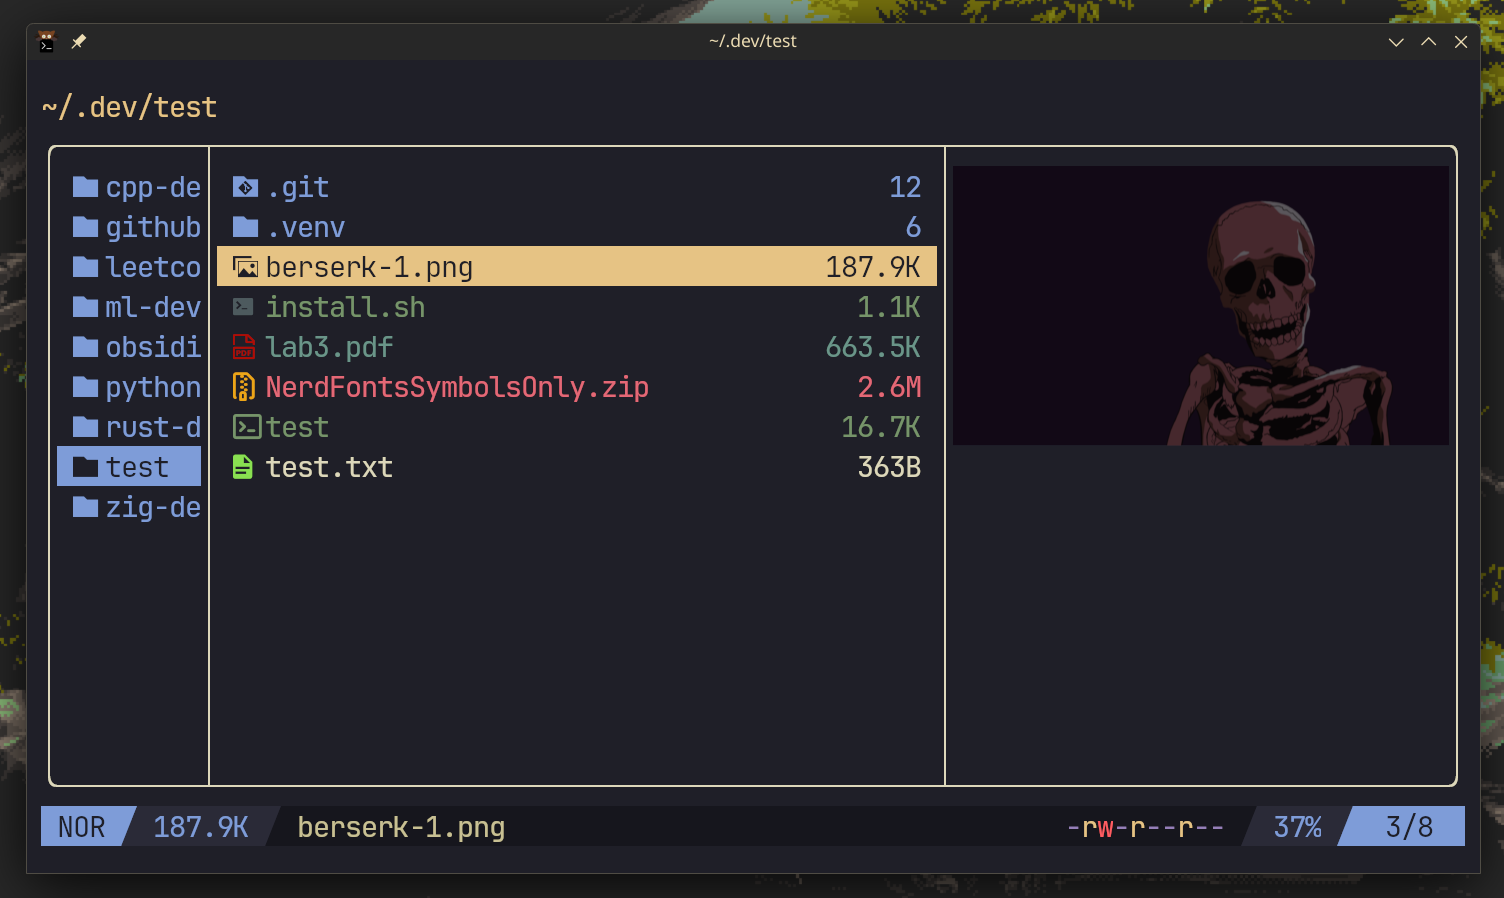 ~/.dev/test
~/.dev/test
cpp-de
github
leetco
ml-dev
obsidi
python
rust-d
test
zig-de
.git 12
.venv 6
berserk-1.png 187.9K
install.sh 1.1K
lab3.pdf 663.5K
NerdFontsSymbolsOnly.zip 2.6M
test 16.7K
test.txt 363B
NOR 187.9K berserk-1.png -rw-r--r-- 37% 3/8